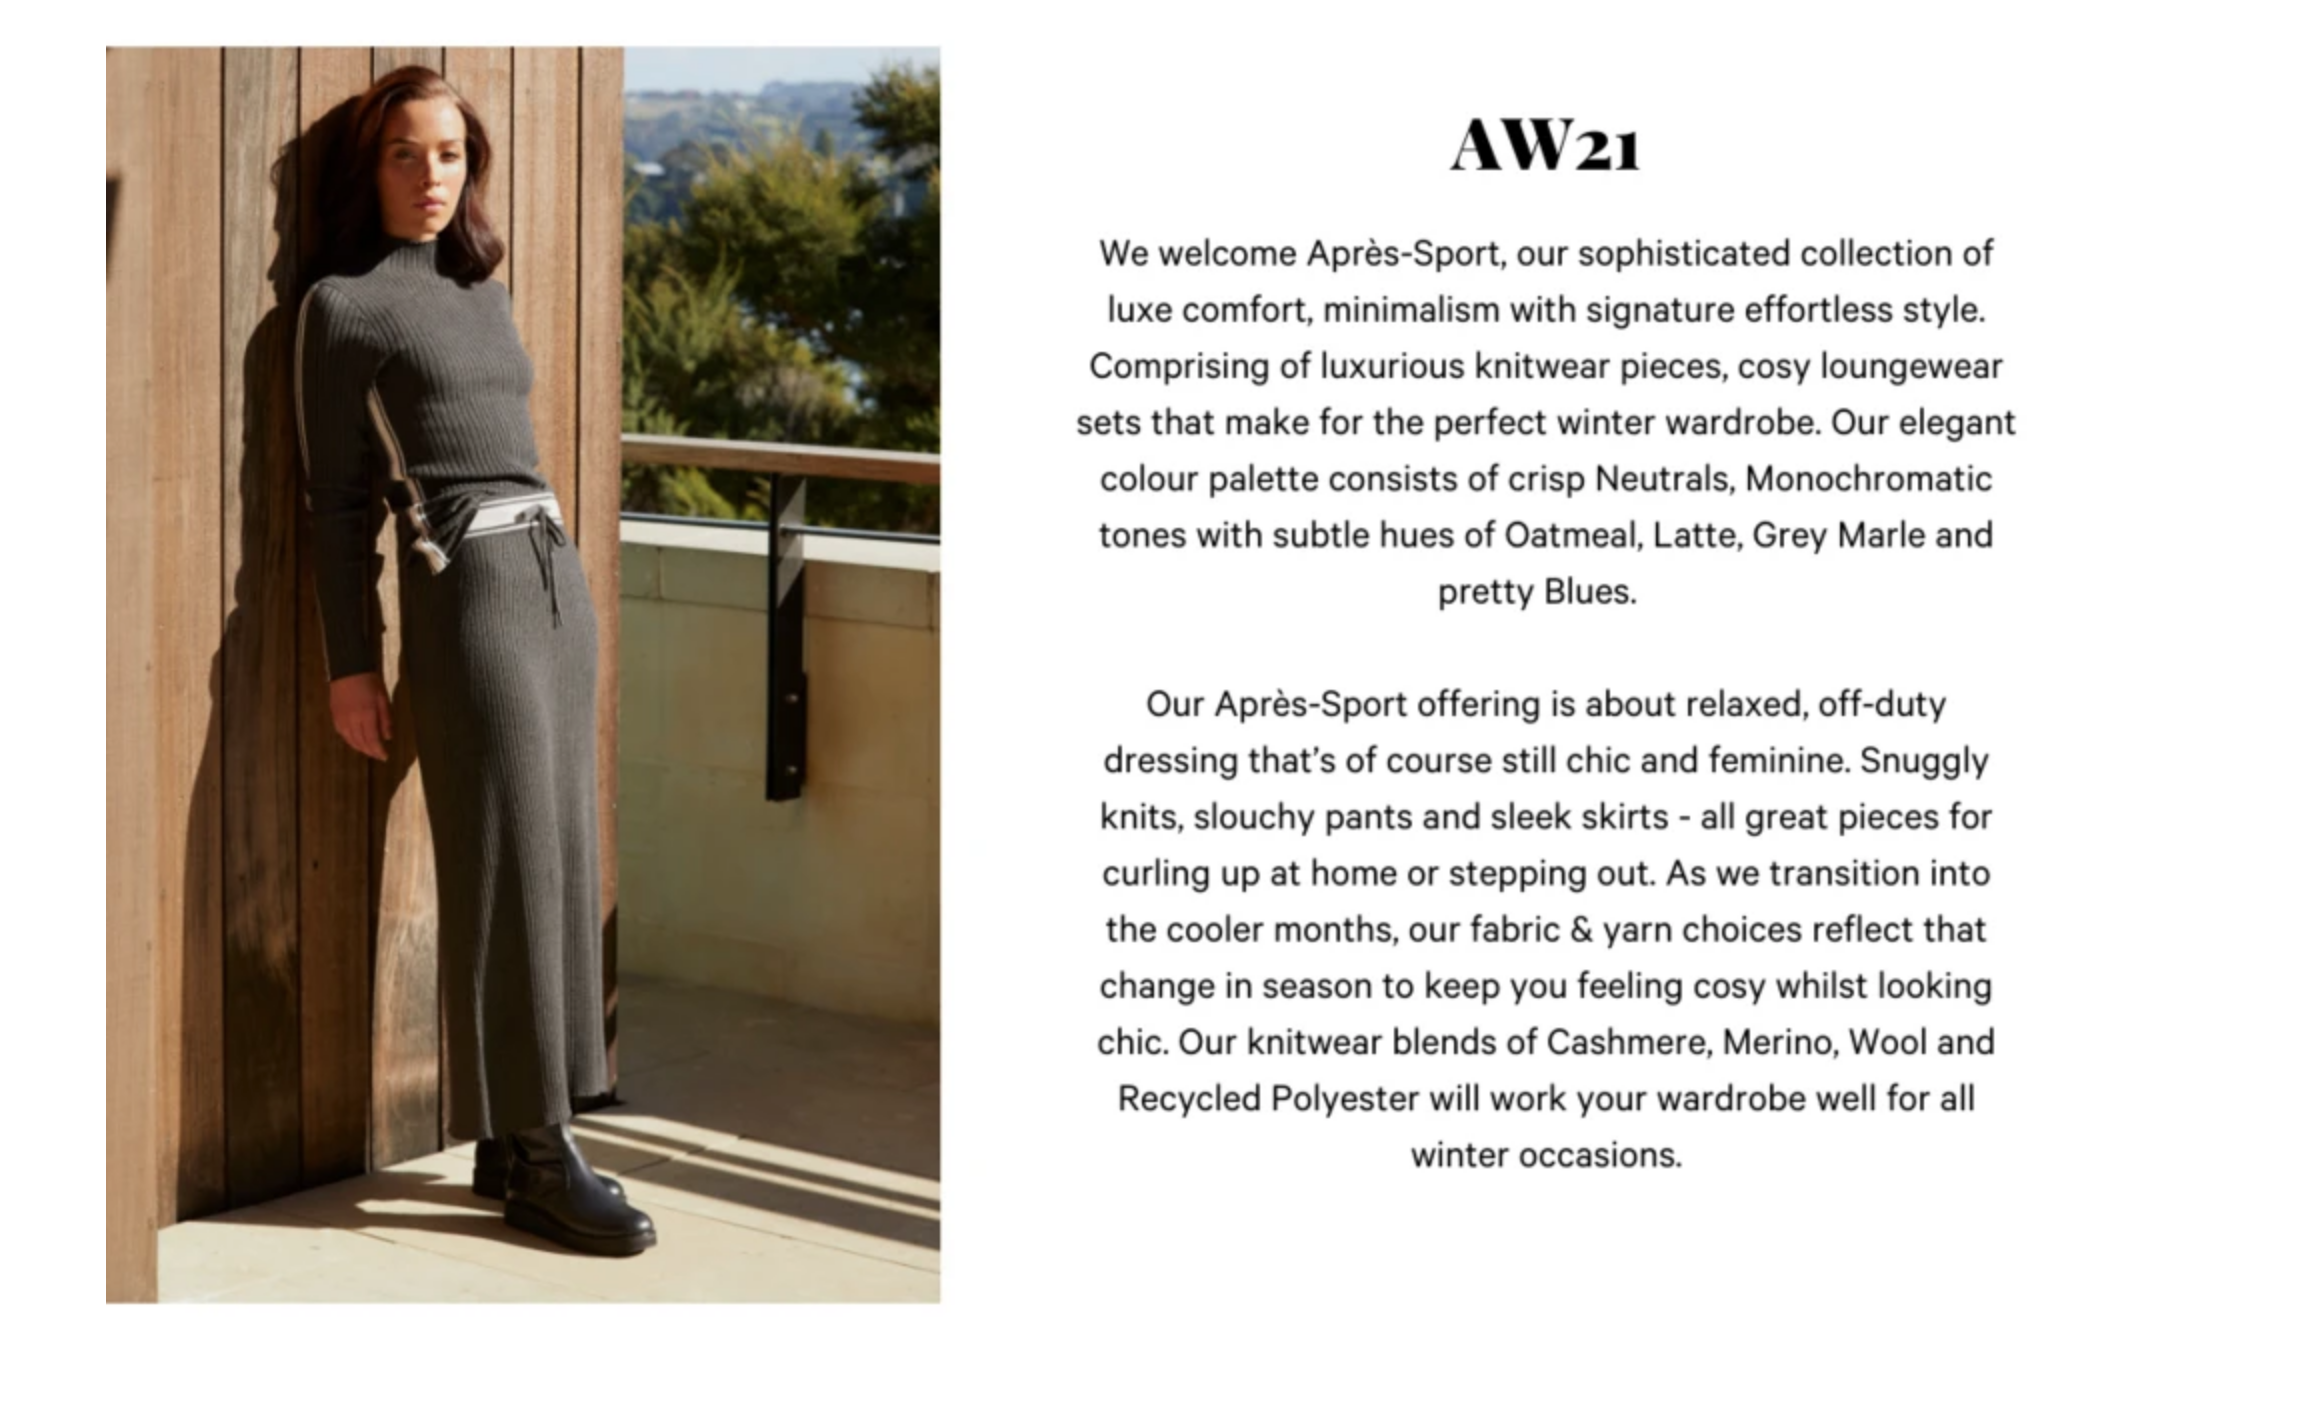 AW21
We welcome Après-Sport, our sophisticated collection of
luxe comfort, minimalism with signature effortless style.
Comprising of luxurious knitwear pieces, cosy loungewear
sets that make for the perfect winter wardrobe. Our elegant
colour palette consists of crisp Neutrals, Monochromatic
tones with subtle hues of Oatmeal, Latte, Grey Marle and
pretty Blues.
Our Après-Sport offering is about relaxed, off-duty
dressing that’s of course still chic and feminine. Snuggly
knits, slouchy pants and sleek skirts - all great pieces for
curling up at home or stepping out. As we transition into
the cooler months, our fabric & yarn choices reflect that
change in season to keep you feeling cosy whilst looking
chic. Our knitwear blends of Cashmere, Merino, Wool and
Recycled Polyester will work your wardrobe well for all
winter occasions.